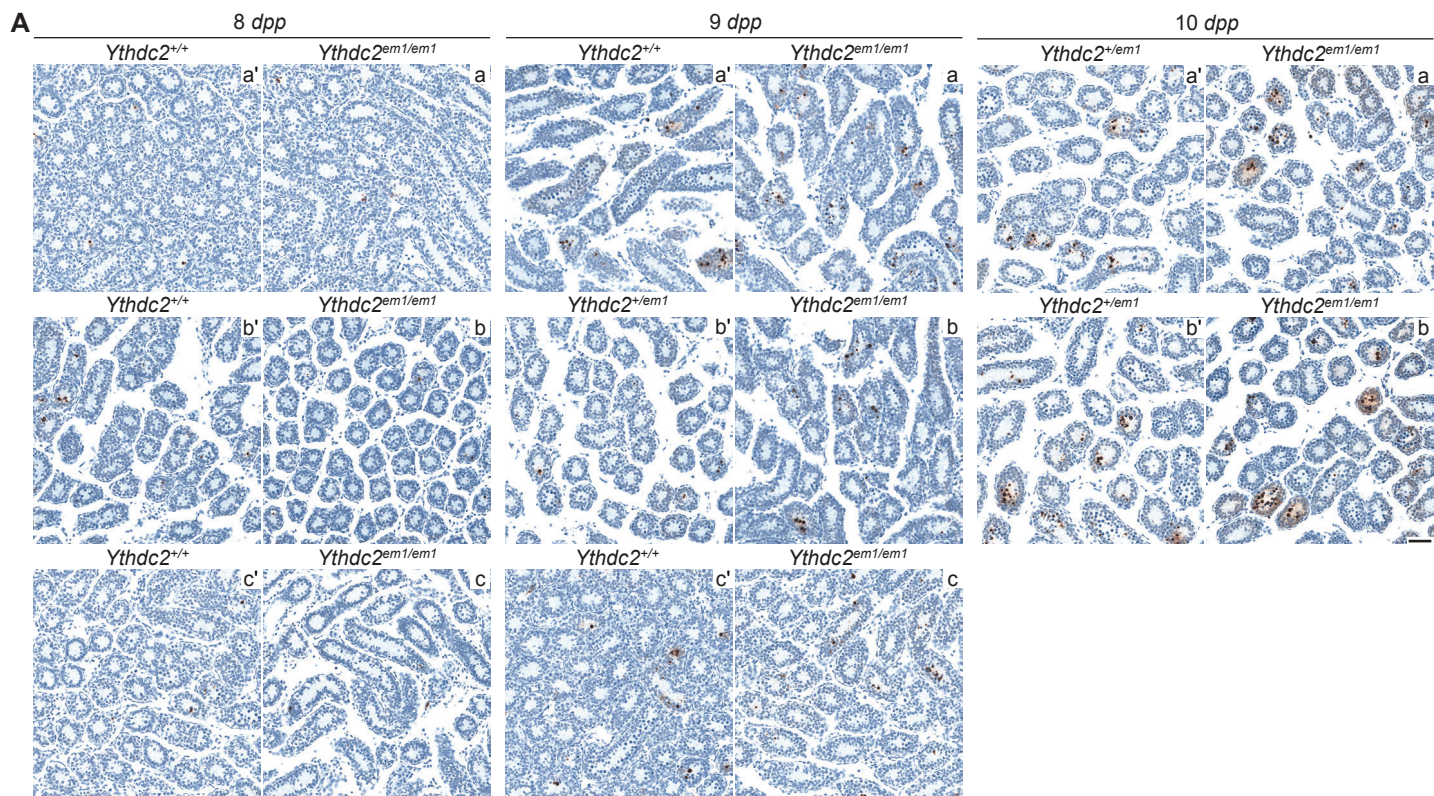 A
8 dpp 9 dpp 10 dpp
Ythdc2+/+ Ythdc2em1/em1 Ythdc2+/+ Ythdc2em1/em1 Ythdc2+/em1 Ythdc2em1/em1
a' a a' a a' a
Ythdc2+/+ Ythdc2em1/em1 Ythdc2+/em1 Ythdc2em1/em1 Ythdc2+/em1 Ythdc2em1/em1
b' b b' b b' b
Ythdc2+/+ Ythdc2em1/em1 Ythdc2+/+ Ythdc2em1/em1
c' c c' c